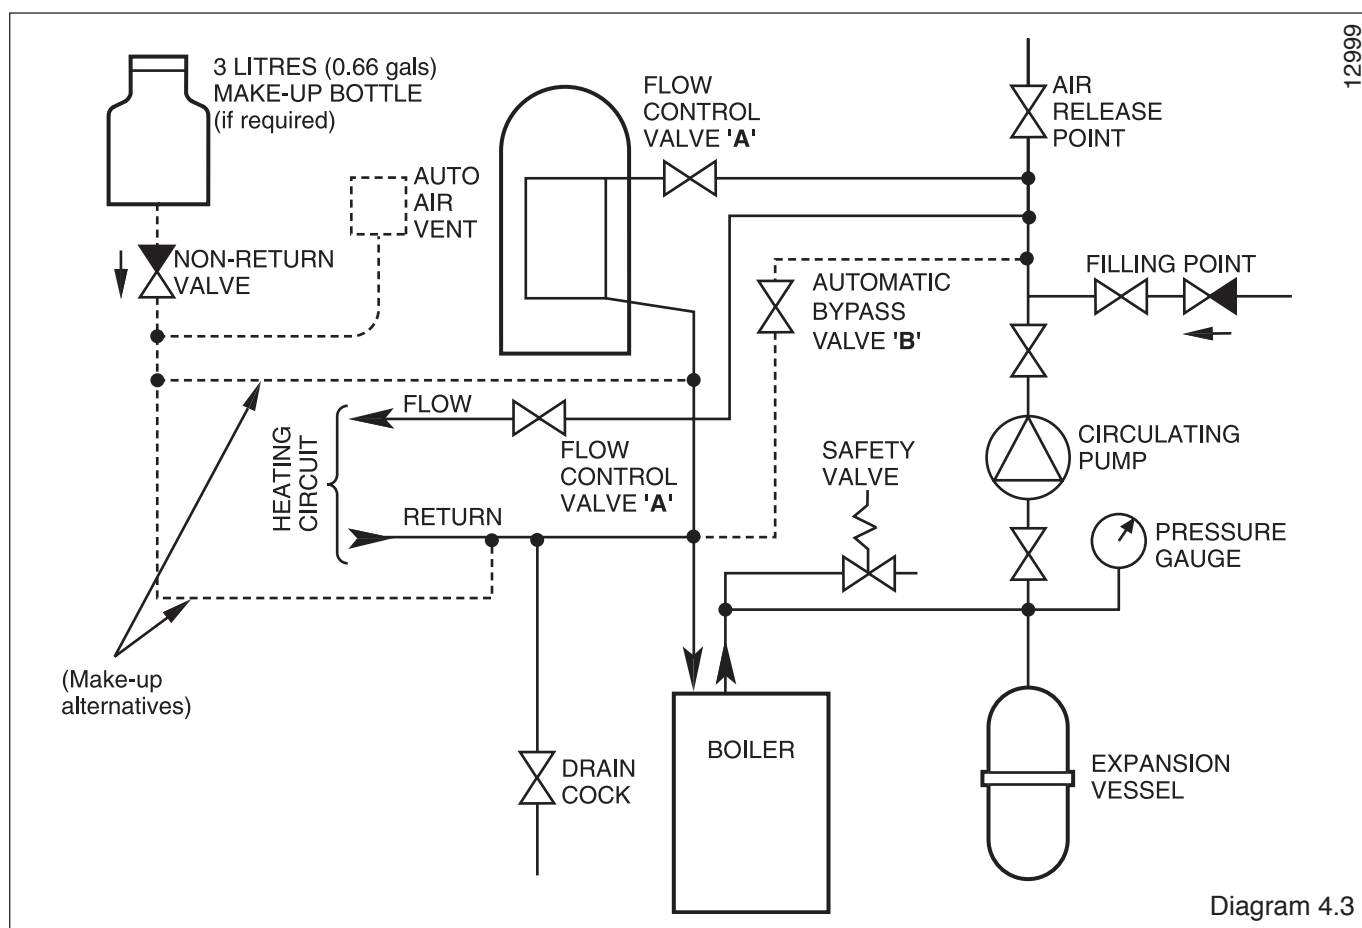 12999
3 LITRES (0.66 gals)
MAKE-UP BOTTLE
(if required)
FLOW
CONTROL
VALVE 'A'
AIR
RELEASE
POINT
AUTO
AIR
VENT
NON-RETURN
VALVE
AUTOMATIC
BYPASS
VALVE 'B'
FILLING POINT
FLOW
FLOW
CONTROL
VALVE 'A'
HEATING
CIRCUIT
RETURN
SAFETY
VALVE
CIRCULATING
PUMP
PRESSURE
GAUGE
(Make-up
alternatives)
DRAIN
COCK
BOILER
EXPANSION
VESSEL
Diagram 4.3